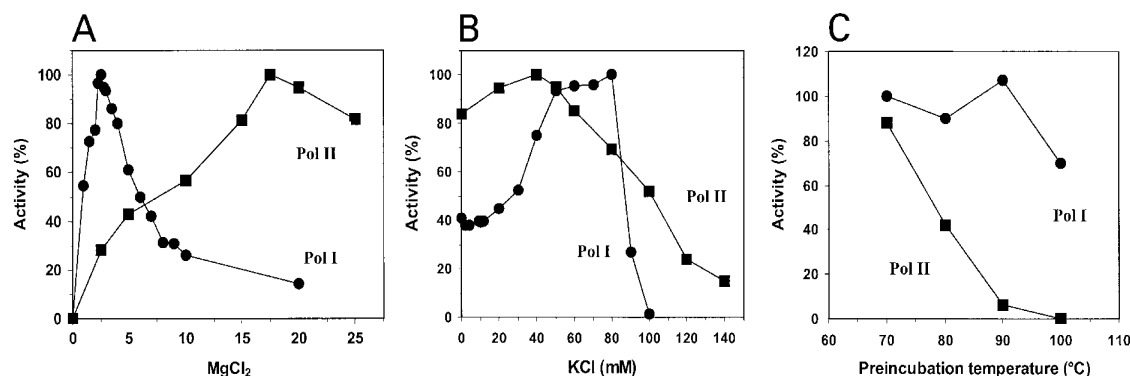 A
Activity (%)
100
80
60
40
20
0
Pol II
Pol I
0 5 10 15 20 25
MgCl2
B
Activity (%)
100
80
60
40
20
0
Pol II
Pol I
0 20 40 60 80 100 120 140
KCl (mM)
C
Activity (%)
120
100
80
60
40
20
0
Pol I
Pol II
60 70 80 90 100 110
Preincubation temperature (°C)